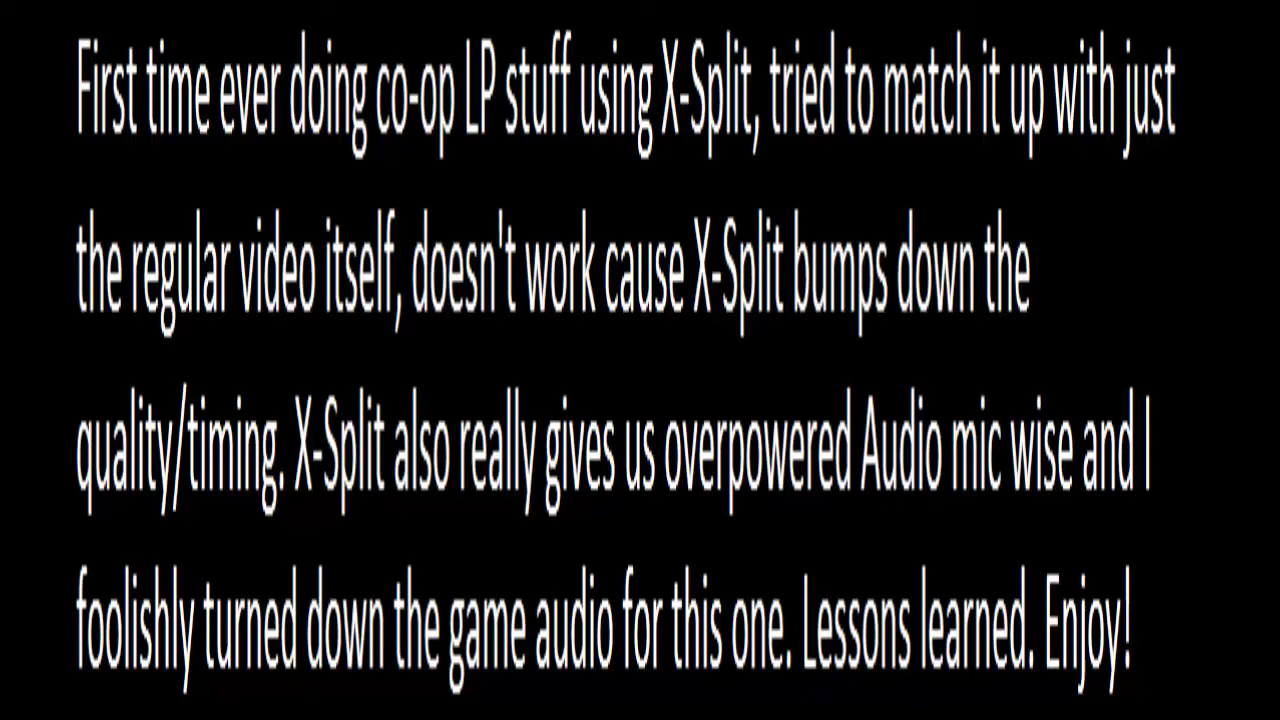 First time ever doing co-op LP stuff using X-Split, tried to match it up with just
the regular video itself, doesn't work cause X-Split bumps down the
quality/timing. X-Split also really gives us overpowered Audio mic wise and I
foolishly turned down the game audio for this one. Lessons learned. Enjoy!